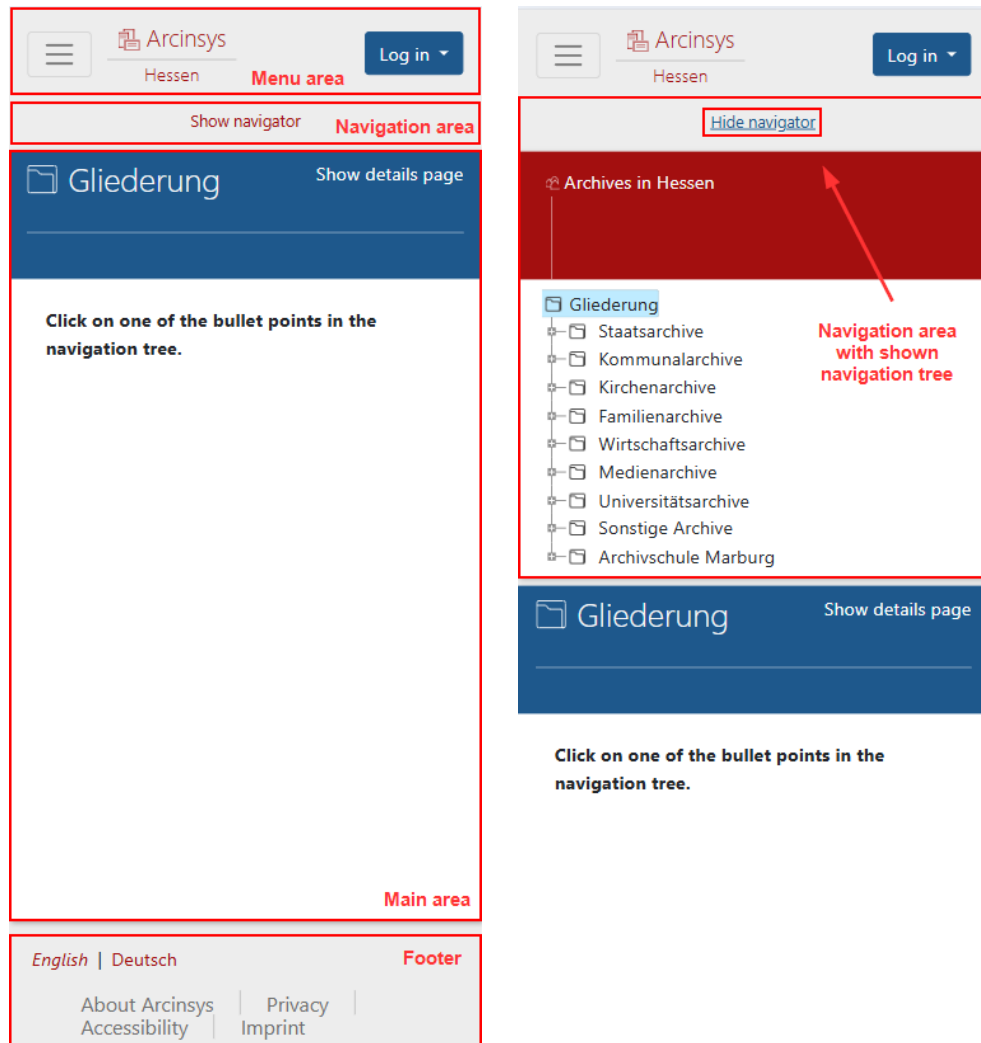 Arcinsys
Hessen
Log in
Menu area
Show navigator
Navigation area
Gliederung
Show details page
Click on one of the bullet points in the
navigation tree.
Main area
English | Deutsch
Footer
About Arcinsys
Privacy
Accessibility
Imprint
Arcinsys
Hessen
Log in
Hide navigator
Archives in Hessen
Gliederung
Staatsarchive
Kommunalarchive
Kirchenarchive
Familienarchive
Wirtschaftsarchive
Medienarchive
Universitätsarchive
Sonstige Archive
Archivschule Marburg
Navigation area
with shown
navigation tree
Gliederung
Show details page
Click on one of the bullet points in the
navigation tree.